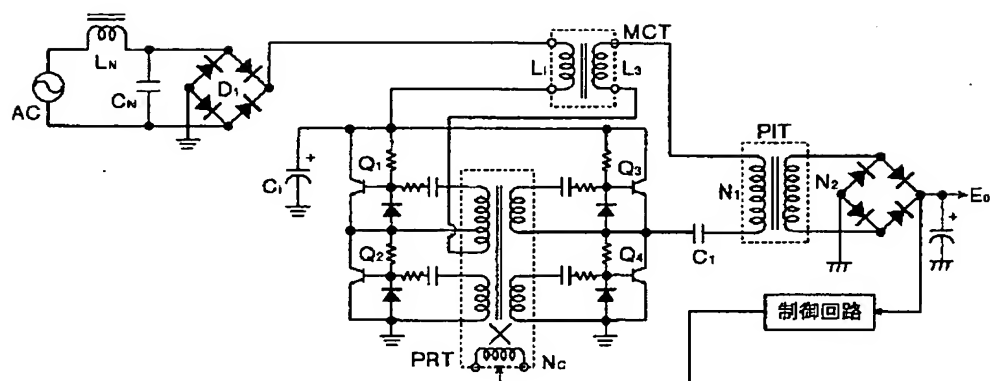 MCT
LN
L1
L3
D1
CN
AC
PIT
Q1
Q3
Ci
+
N1
N2
E0
+
Q2
Q4
C1
制御回路
PRT
NC